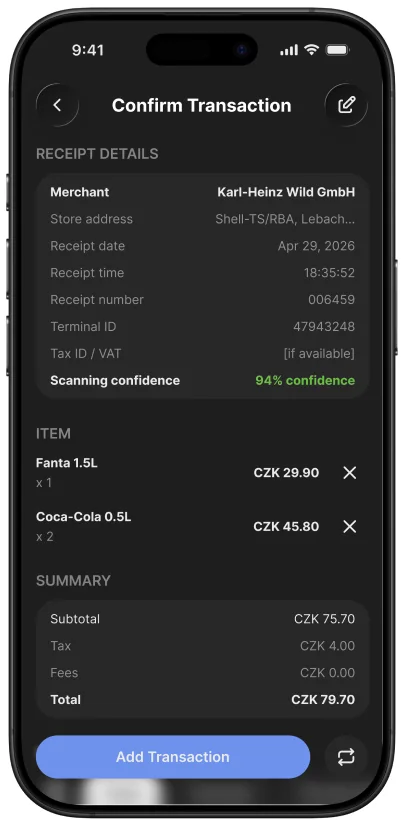 9:41
Confirm Transaction
RECEIPT DETAILS
Merchant Karl-Heinz Wild GmbH
Store address Shell-TS/RBA, Lebach...
Receipt date Apr 29, 2026
Receipt time 18:35:52
Receipt number 006459
Terminal ID 47943248
Tax ID / VAT [if available]
Scanning confidence 94% confidence
ITEM
Fanta 1.5L
x 1 CZK 29.90
Coca-Cola 0.5L
x 2 CZK 45.80
SUMMARY
Subtotal CZK 75.70
Tax CZK 4.00
Fees CZK 0.00
Total CZK 79.70
Add Transaction